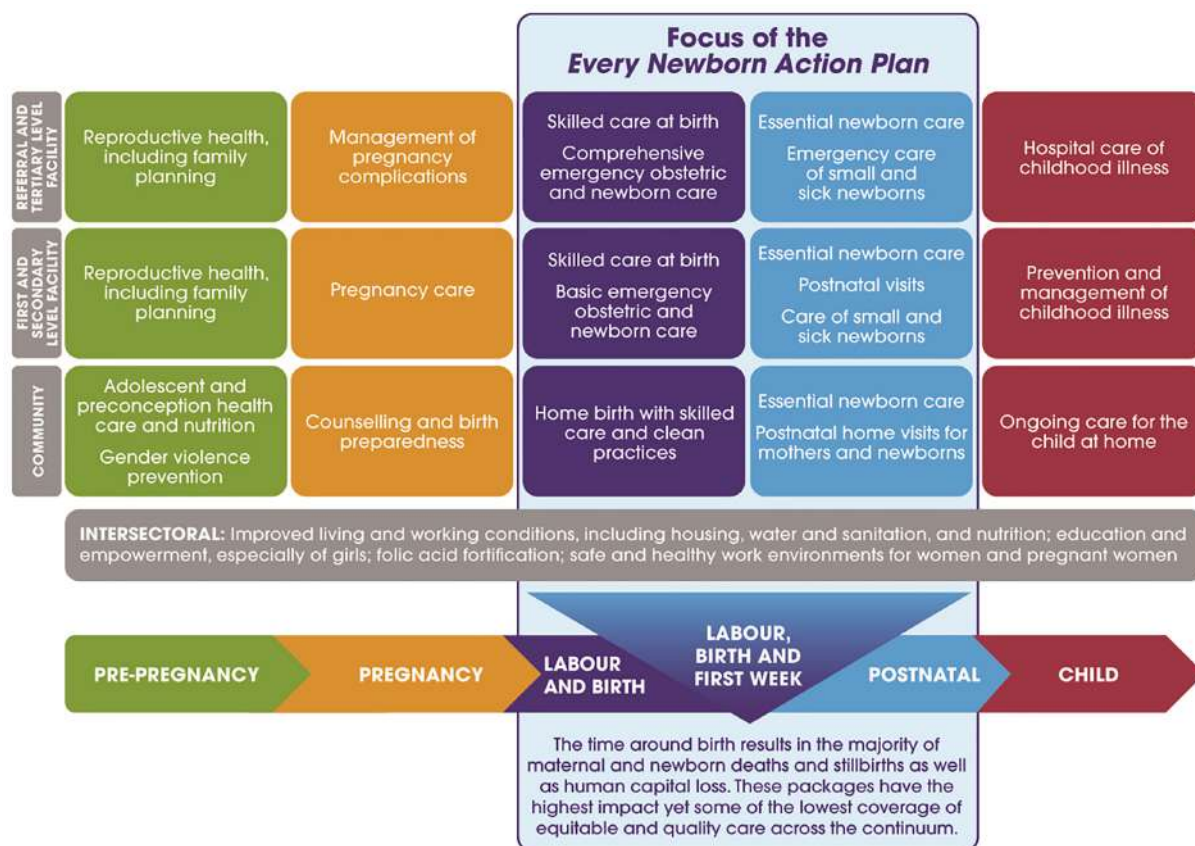 Focus of the
Every Newborn Action Plan
REFERRAL AND
TERTIARY LEVEL
FACILITY
Reproductive health,
including family
planning
Management of
pregnancy
complications
Skilled care at birth
Comprehensive
emergency obstetric
and newborn care
Essential newborn care
Emergency care
of small and
sick newborns
Hospital care of
childhood illness
FIRST AND
SECONDARY
LEVEL FACILITY
Reproductive health,
including family
planning
Pregnancy care
Skilled care at birth
Basic emergency
obstetric and
newborn care
Essential newborn care
Postnatal visits
Care of small and
sick newborns
Prevention and
management of
childhood illness
COMMUNITY
Adolescent and
preconception health
care and nutrition
Gender violence
prevention
Counselling and birth
preparedness
Home birth with skilled
care and clean
practices
Essential newborn care
Postnatal home visits for
mothers and newborns
Ongoing care for the
child at home
INTERSECTORAL: Improved living and working conditions, including housing, water and sanitation, and nutrition; education and
empowerment, especially of girls; folic acid fortification; safe and healthy work environments for women and pregnant women
PRE-PREGNANCY
PREGNANCY
LABOUR
AND BIRTH
LABOUR,
BIRTH AND
FIRST WEEK
POSTNATAL
CHILD
The time around birth results in the majority of
maternal and newborn deaths and stillbirths as well
as human capital loss. These packages have the
highest impact yet some of the lowest coverage of
equitable and quality care across the continuum.